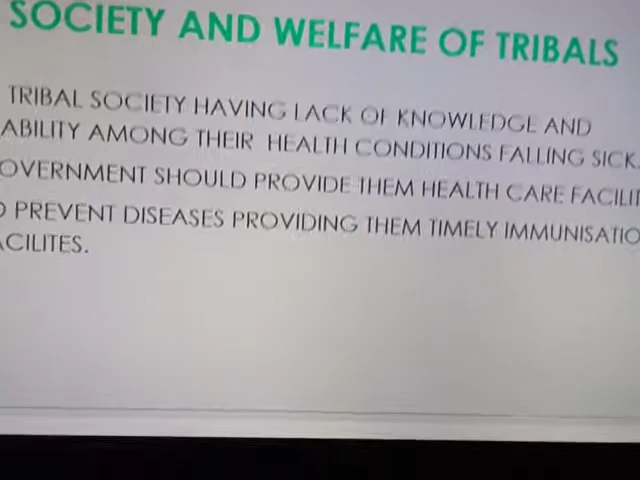 SOCIETY AND WELFARE OF TRIBALS
TRIBAL SOCIETY HAVING LACK OF KNOWLEDGE AND
ABILITY AMONG THEIR HEALTH CONDITIONS FALLING SICK.
OVERNMENT SHOULD PROVIDE THEM HEALTH CARE FACILIT
O PREVENT DISEASES PROVIDING THEM TIMELY IMMUNISATIO
ACILITES.